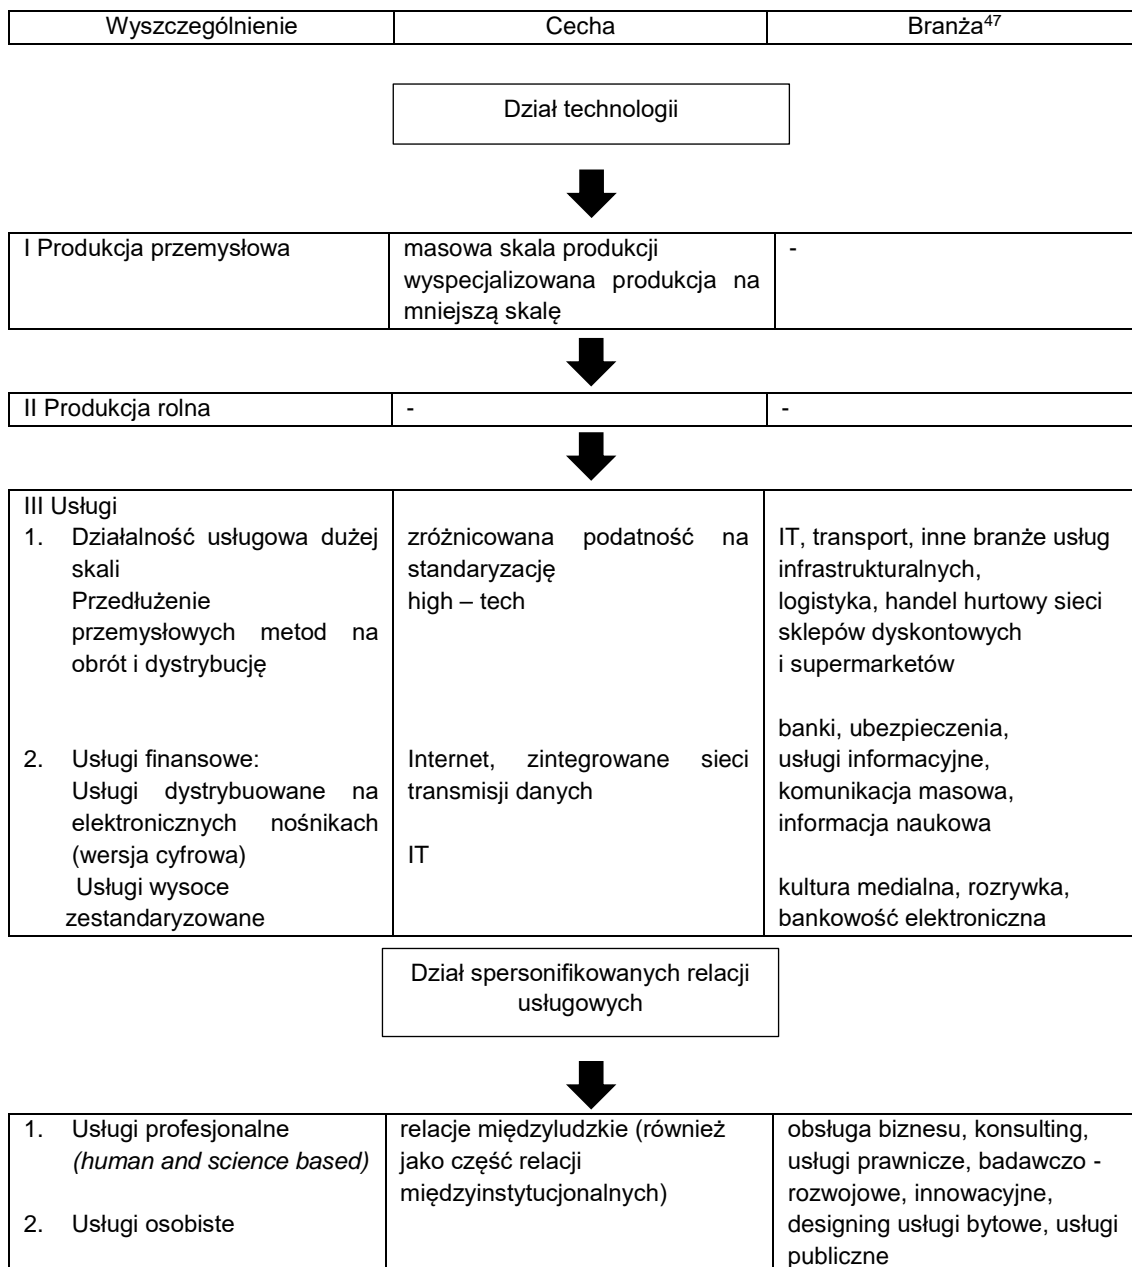 Wyszczególnienie
Cecha
Branża47
Dział technologii
I Produkcja przemysłowa
masowa skala produkcji
wyspecjalizowana produkcja na
mniejszą skalę
-
II Produkcja rolna
-
-
III Usługi
1. Działalność usługowa dużej
skali
Przedłużenie
przemysłowych metod na
obrót i dystrybucję
2. Usługi finansowe:
Usługi dystrybuowane na
elektronicznych nośnikach
(wersja cyfrowa)
Usługi wysoce
zestandaryzowane
zróżnicowana podatność na
standaryzację
high – tech
Internet, zintegrowane sieci
transmisji danych
IT
IT, transport, inne branże usług
infrastrukturalnych,
logistyka, handel hurtowy sieci
sklepów dyskontowych
i supermarketów
banki, ubezpieczenia,
usługi informacyjne,
komunikacja masowa,
informacja naukowa
kultura medialna, rozrywka,
bankowość elektroniczna
Dział spersonifikowanych relacji
usługowych
1. Usługi profesjonalne
(human and science based)
2. Usługi osobiste
relacje międzyludzkie (również
jako część relacji
międzyinstytucjonalnych)
obsługa biznesu, konsulting,
usługi prawnicze, badawczo -
rozwojowe, innowacyjne,
designing usługi bytowe, usługi
publiczne